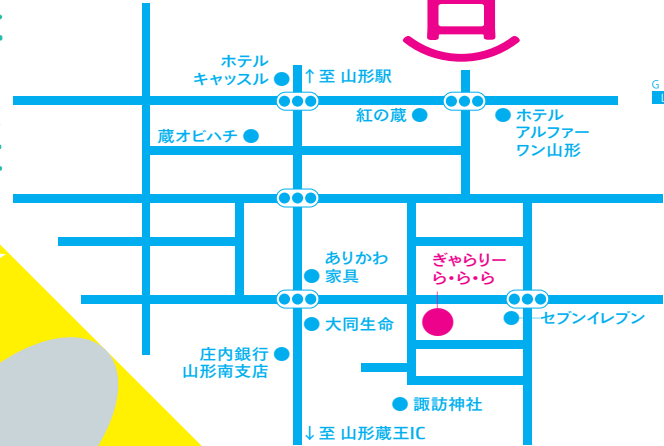 ホテル
キャッスル
↑至 山形駅
紅の蔵
ホテル
アルファー
ワン山形
蔵オビハチ
ありかわ
家具
ぎゃらりー
ら・ら・ら
大同生命
セブンイレブン
庄内銀行
山形南支店
諏訪神社
↓至 山形蔵王IC
G